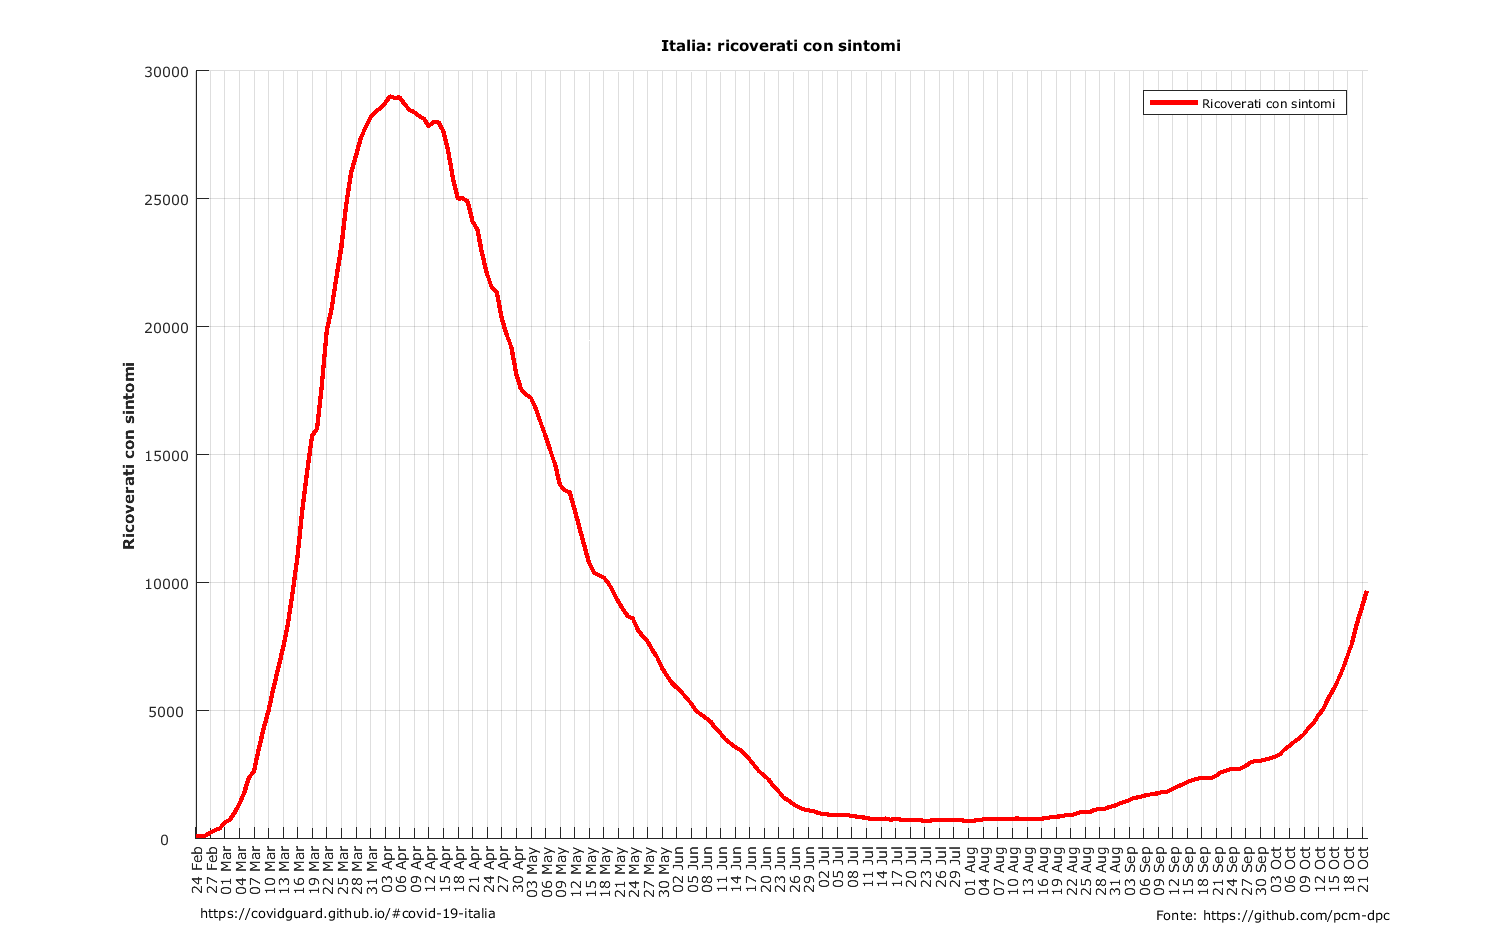 Italia: ricoverati con sintomi
Ricoverati con sintomi
30000
25000
20000
15000
10000
5000
0
Ricoverati con sintomi
24 Feb
27 Feb
01 Mar
04 Mar
07 Mar
10 Mar
13 Mar
16 Mar
19 Mar
22 Mar
25 Mar
28 Mar
31 Mar
03 Apr
06 Apr
09 Apr
12 Apr
15 Apr
18 Apr
21 Apr
24 Apr
27 Apr
30 Apr
03 May
06 May
09 May
12 May
15 May
18 May
21 May
24 May
27 May
30 May
02 Jun
05 Jun
08 Jun
11 Jun
14 Jun
17 Jun
20 Jun
23 Jun
26 Jun
29 Jun
02 Jul
05 Jul
08 Jul
11 Jul
14 Jul
17 Jul
20 Jul
23 Jul
26 Jul
29 Jul
01 Aug
04 Aug
07 Aug
10 Aug
13 Aug
16 Aug
19 Aug
22 Aug
25 Aug
28 Aug
31 Aug
03 Sep
06 Sep
09 Sep
12 Sep
15 Sep
18 Sep
21 Sep
24 Sep
27 Sep
30 Sep
03 Oct
06 Oct
09 Oct
12 Oct
15 Oct
18 Oct
21 Oct
https://covidguard.github.io/#covid-19-italia
Fonte: https://github.com/pcm-dpc